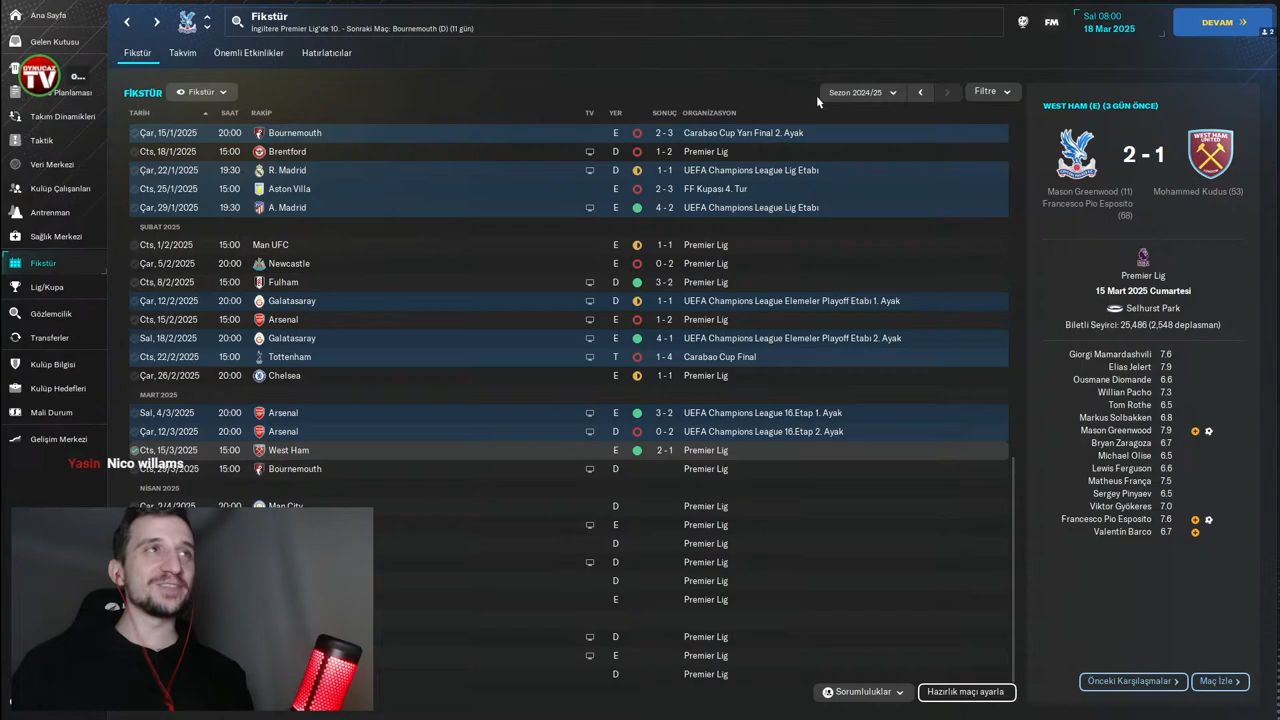 Ana Sayfa
Gelen Kutusu
OYNUCAZ
TV
o...
Planlaması
Takım Dinamikleri
Taktik
Veri Merkezi
Kulüp Çalışanları
Antrenman
Sağlık Merkezi
Fikstür
Lig/Kupa
Gözlemcilik
Transferler
Kulüp Bilgisi
Kulüp Hedefleri
Mali Durum
Gelişim Merkezi
Fikstür
İngiltere Premier Lig'de 10. - Sonraki Maç: Bournemouth (D) (11 gün)
FM
Sal 08:00
18 Mar 2025
DEVAM
2
Fikstür Takvim Önemli Etkinlikler Hatırlatıcılar
FİKSTÜR Fikstür Sezon 2024/25 Filtre
TARİH SAAT RAKİP TV YER SONUÇ ORGANİZASYON
Çar, 15/1/2025 20:00 Bournemouth E 2 - 3 Carabao Cup Yarı Final 2. Ayak
Cts, 18/1/2025 15:00 Brentford D 1 - 2 Premier Lig
Çar, 22/1/2025 19:30 R. Madrid D 1 - 1 UEFA Champions League Lig Etabı
Cts, 25/1/2025 15:00 Aston Villa E 2 - 3 FF Kupası 4. Tur
Çar, 29/1/2025 19:30 A. Madrid E 4 - 2 UEFA Champions League Lig Etabı
ŞUBAT 2025
Cts, 1/2/2025 15:00 Man UFC E 1 - 1 Premier Lig
Çar, 5/2/2025 20:00 Newcastle E 0 - 2 Premier Lig
Cts, 8/2/2025 15:00 Fulham D 3 - 2 Premier Lig
Çar, 12/2/2025 20:00 Galatasaray D 1 - 1 UEFA Champions League Elemeler Playoff Etabı 1. Ayak
Cts, 15/2/2025 15:00 Arsenal E 1 - 2 Premier Lig
Sal, 18/2/2025 20:00 Galatasaray E 4 - 1 UEFA Champions League Elemeler Playoff Etabı 2. Ayak
Cts, 22/2/2025 15:00 Tottenham T 1 - 4 Carabao Cup Final
Çar, 26/2/2025 20:00 Chelsea E 1 - 1 Premier Lig
MART 2025
Sal, 4/3/2025 20:00 Arsenal E 3 - 2 UEFA Champions League 16.Etap 1. Ayak
Çar, 12/3/2025 20:00 Arsenal D 0 - 2 UEFA Champions League 16.Etap 2. Ayak
Cts, 15/3/2025 15:00 West Ham E 2 - 1 Premier Lig
Yasin Nico willams
Cts, 29/3/2025 15:00 Bournemouth D Premier Lig
NİSAN 2025
Çar, 2/4/2025 20:00 Man City D Premier Lig
E Premier Lig
D Premier Lig
D Premier Lig
D Premier Lig
E Premier Lig
D Premier Lig
E Premier Lig
D Premier Lig
Sorumluluklar Hazırlık maçı ayarla
WEST HAM (E) (3 GÜN ÖNCE)
2 - 1
WEST HAM
UNITED
Mason Greenwood (11)
Francesco Pio Esposito
(68)
Mohammed Kudus (53)
Premier Lig
15 Mart 2025 Cumartesi
Selhurst Park
Biletli Seyirci: 25,486 (2,548 deplasman)
Giorgi Mamardashvili 7.6
Elias Jelert 7.9
Ousmane Diomande 6.6
Willian Pacho 7.3
Tom Rothe 6.5
Markus Solbakken 6.8
Mason Greenwood 7.9
Bryan Zaragoza 6.7
Michael Olise 6.5
Lewis Ferguson 6.6
Matheus França 7.5
Sergey Pinyaev 6.5
Viktor Gyökeres 7.0
Francesco Pio Esposito 7.6
Valentín Barco 6.7
Önceki Karşılaşmalar Maç İzle